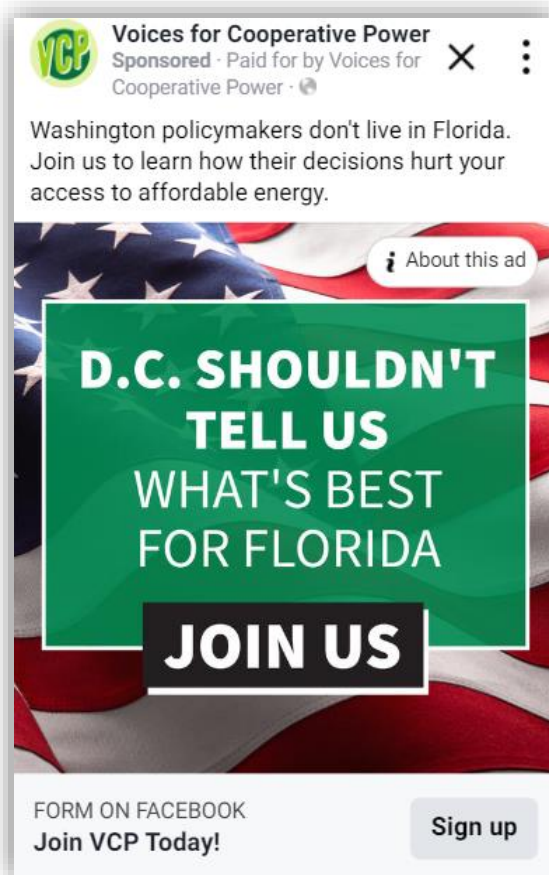 VCP
Voices for Cooperative Power
Sponsored · Paid for by Voices for
Cooperative Power ·
Washington policymakers don't live in Florida.
Join us to learn how their decisions hurt your
access to affordable energy.
i About this ad
D.C. SHOULDN'T
TELL US
WHAT'S BEST
FOR FLORIDA
JOIN US
FORM ON FACEBOOK
Join VCP Today!
Sign up